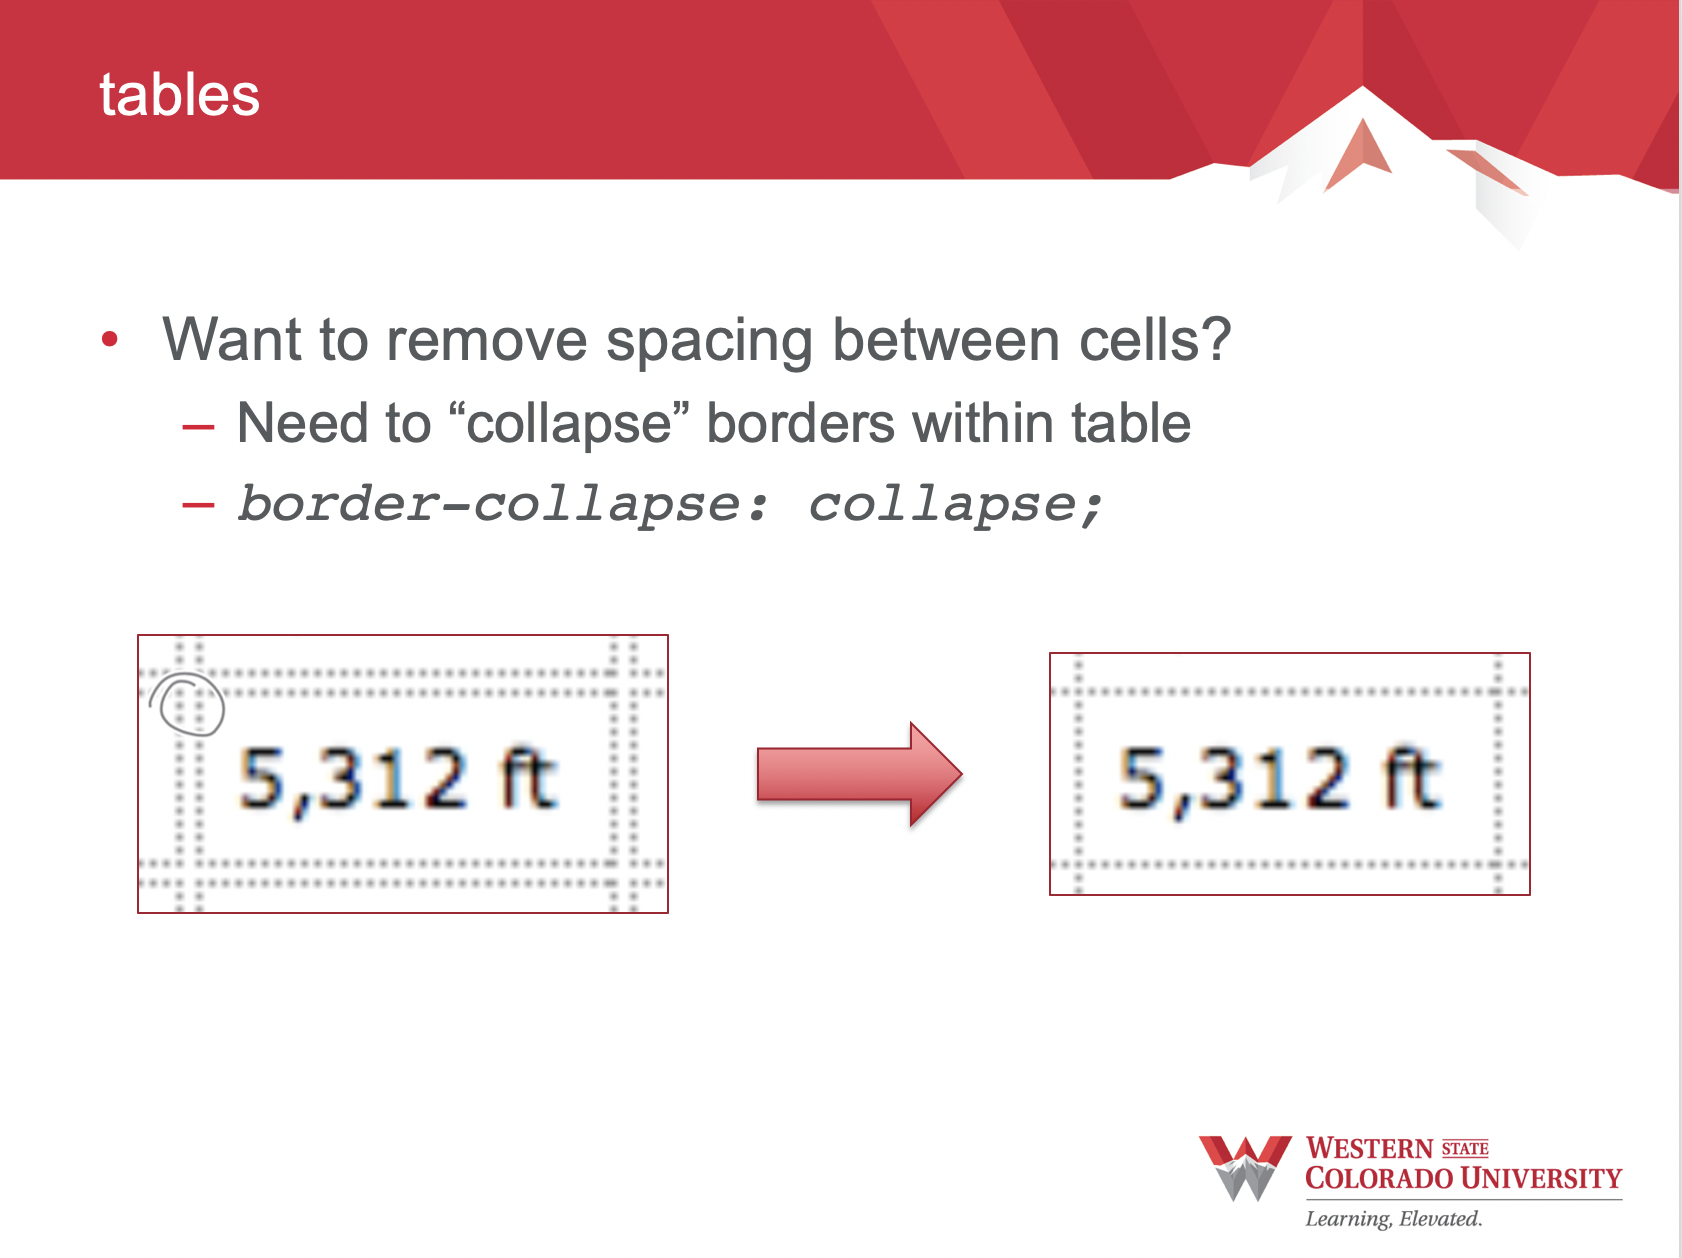 tables
• Want to remove spacing between cells?
– Need to “collapse” borders within table
– border-collapse: collapse;
5,312 ft
5,312 ft
WESTERN STATE
COLORADO UNIVERSITY
Learning, Elevated.